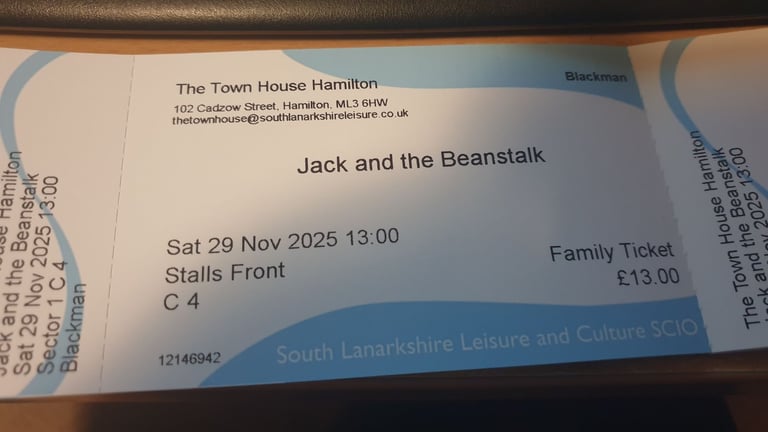 Jack and the Beanstalk
Sat 29 Nov 2025 13:00
Sector 1 C 4
Blackman
The Town House Hamilton
102 Cadzow Street, Hamilton, ML3 6HW
thetownhouse@southlanarkshireleisure.co.uk
Blackman
Jack and the Beanstalk
Sat 29 Nov 2025 13:00
Stalls Front
C 4
Family Ticket
£13.00
12146942
South Lanarkshire Leisure and Culture SCIO
The Town House Hamilton
Jack and the Beanstalk
2025 13:00